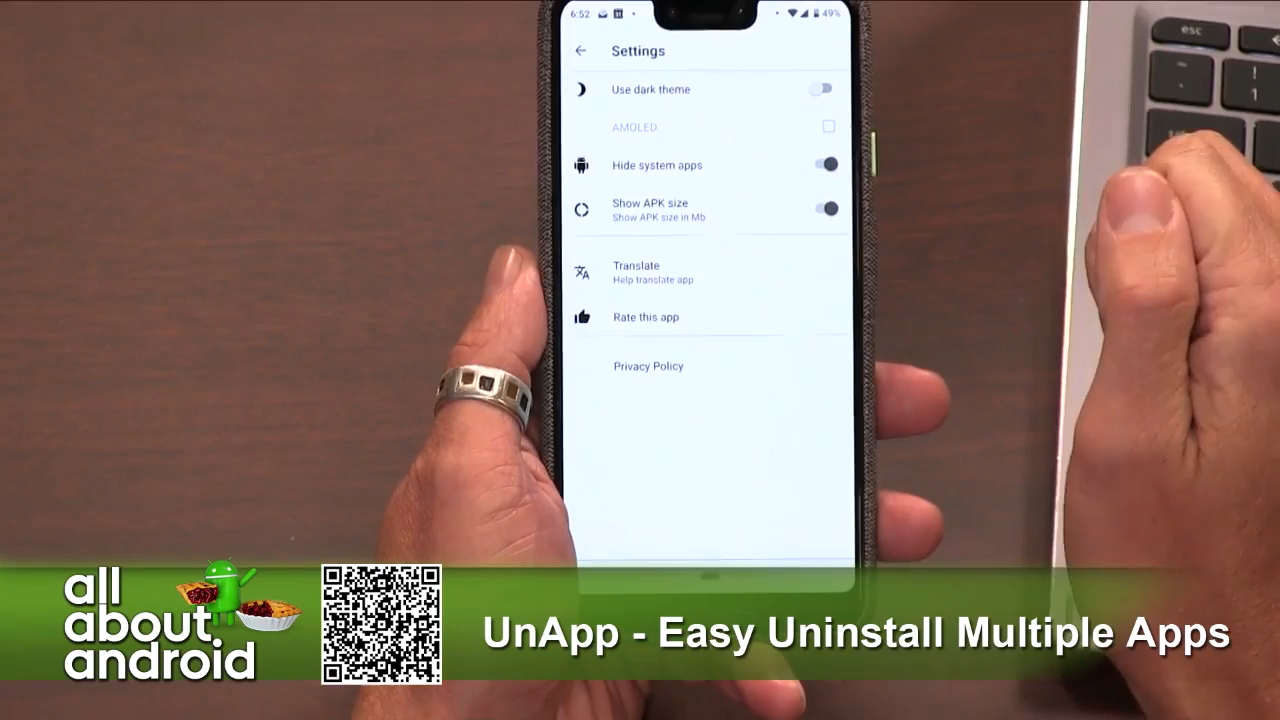 6:52
49%
Settings
Use dark theme
AMOLED
Hide system apps
Show APK size
Show APK size in Mb
Translate
Help translate app
Rate this app
Privacy Policy
esc
!
1
all
about
android
UnApp - Easy Uninstall Multiple Apps